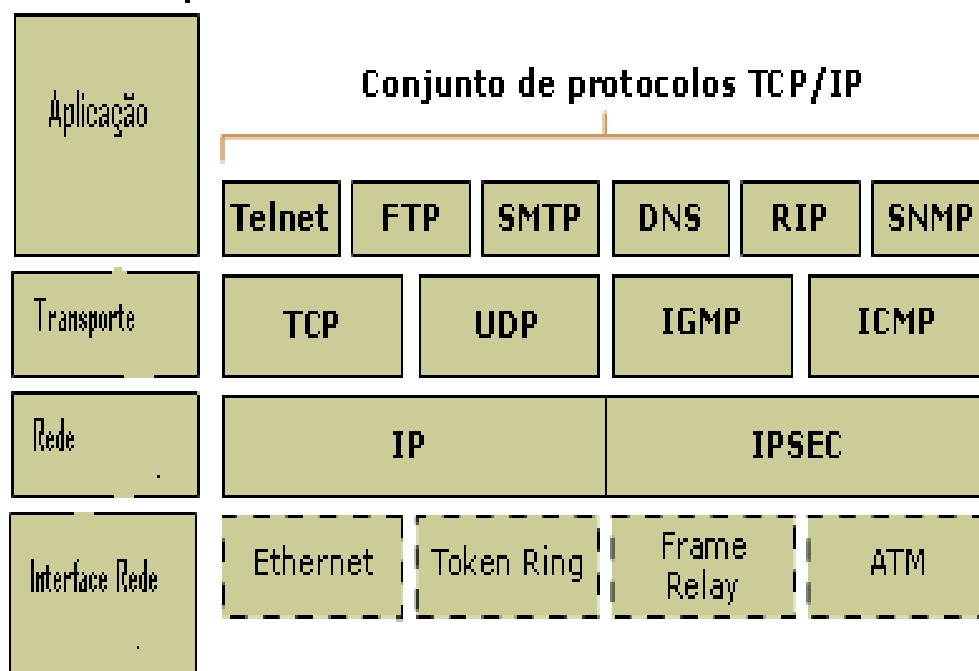 Aplicação
Conjunto de protocolos TCP/IP
Telnet FTP SMTP DNS RIP SNMP
Transporte
TCP UDP IGMP ICMP
Rede
IP IPSEC
Interface Rede
Ethernet Token Ring Frame Relay ATM